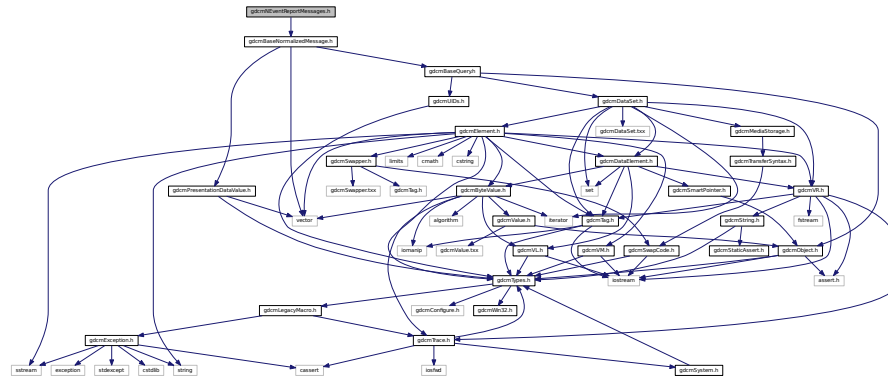 gdcmNEventReportMessages.h
gdcmBaseNormalizedMessage.h
gdcmBaseQuery.h
gdcmUIDs.h
gdcmDataSet.h
gdcmElement.h
gdcmDataSet.txx
gdcmMediaStorage.h
gdcmSwapper.h
limits
cmath
cstring
gdcmDataElement.h
gdcmTransferSyntax.h
gdcmPresentationDataValue.h
gdcmSwapper.txx
gdcmTag.h
gdcmByteValue.h
set
gdcmSmartPointer.h
gdcmVR.h
vector
algorithm
gdcmValue.h
iterator
gdcmTag.h
gdcmString.h
fstream
iomanip
gdcmValue.txx
gdcmVL.h
gdcmVM.h
gdcmSwapCode.h
gdcmStaticAssert.h
gdcmObject.h
gdcmTypes.h
iostream
assert.h
gdcmLegacyMacro.h
gdcmConfigure.h
gdcmWin32.h
gdcmException.h
gdcmTrace.h
sstream
exception
stdexcept
cstdlib
string
cassert
iosfwd
gdcmSystem.h